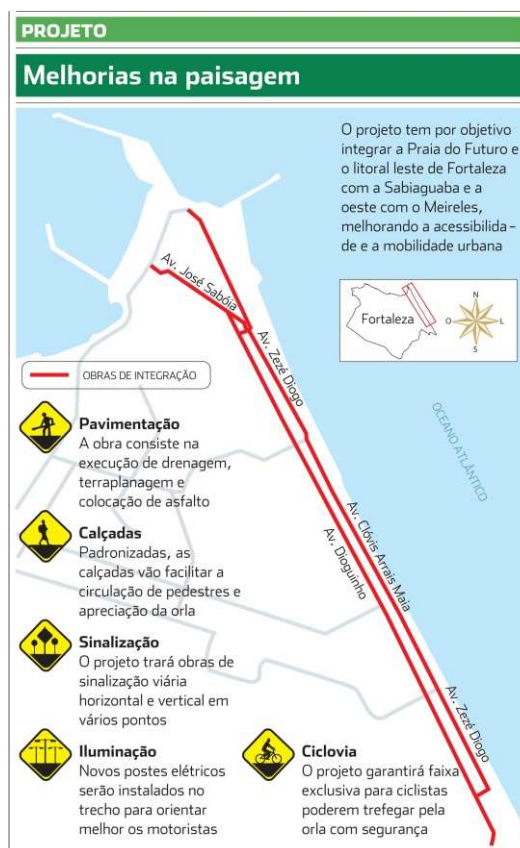 PROJETO
Melhorias na paisagem
O projeto tem por objetivo
integrar a Praia do Futuro e
o litoral leste de Fortaleza
com a Sabiaguaba e a
oeste com o Meireles,
melhorando a acessibilida-
de e a mobilidade urbana
Fortaleza
N
O
L
S
Av. José Sabóia
Av. Zezé Diogo
OBRAS DE INTEGRAÇÃO
OCEANO ATLÂNTICO
Av. Clóvis Arrais Maia
Av. Dioguinho
Av. Zezé Diogo
Pavimentação
A obra consiste na
execução de drenagem,
terraplanagem e
colocação de asfalto
Calçadas
Padronizadas, as
calçadas vão facilitar a
circulação de pedestres e
apreciação da orla
Sinalização
O projeto trará obras de
sinalização viária
horizontal e vertical em
vários pontos
Iluminação
Novos postes elétricos
serão instalados no
trecho para orientar
melhor os motoristas
Ciclovia
O projeto garantirá faixa
exclusiva para ciclistas
poderem trefegar pela
orla com segurança